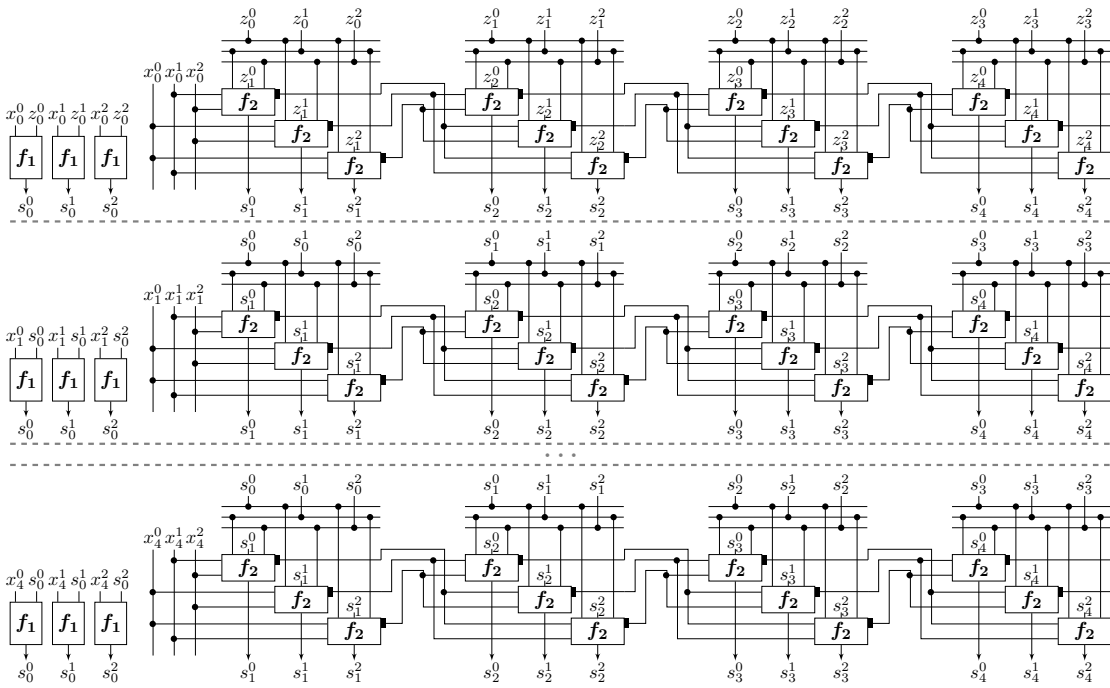 z_0^0 z_0^1 z_0^2 z_1^0 z_1^1 z_1^2 z_2^0 z_2^1 z_2^2 z_3^0 z_3^1 z_3^2
x_0^0 x_0^1 x_0^2 z_1^0 z_2^0 z_3^0 z_4^0
f_2 f_2 f_2 f_2
x_0^0 z_0^0 x_0^1 z_0^1 x_0^2 z_0^2 z_1^1 z_2^1 z_3^1 z_4^1
f_2 f_2 f_2 f_2
z_1^2 z_2^2 z_3^2 z_4^2
f_1 f_1 f_1 f_2 f_2 f_2 f_2
s_0^0 s_0^1 s_0^2 s_1^0 s_1^1 s_1^2 s_2^0 s_2^1 s_2^2 s_3^0 s_3^1 s_3^2 s_4^0 s_4^1 s_4^2
s_0^0 s_0^1 s_0^2 s_1^0 s_1^1 s_1^2 s_2^0 s_2^1 s_2^2 s_3^0 s_3^1 s_3^2
x_1^0 x_1^1 x_1^2 s_1^0 s_2^0 s_3^0 s_4^0
f_2 f_2 f_2 f_2
x_1^0 s_0^0 x_1^1 s_0^1 x_1^2 s_0^2 s_1^1 s_2^1 s_3^1 s_4^1
f_2 f_2 f_2 f_2
s_1^2 s_2^2 s_3^2 s_4^2
f_1 f_1 f_1 f_2 f_2 f_2 f_2
s_0^0 s_0^1 s_0^2 s_1^0 s_1^1 s_1^2 s_2^0 s_2^1 s_2^2 s_3^0 s_3^1 s_3^2 s_4^0 s_4^1 s_4^2
...
s_0^0 s_0^1 s_0^2 s_1^0 s_1^1 s_1^2 s_2^0 s_2^1 s_2^2 s_3^0 s_3^1 s_3^2
x_4^0 x_4^1 x_4^2 s_1^0 s_2^0 s_3^0 s_4^0
f_2 f_2 f_2 f_2
x_4^0 s_0^0 x_4^1 s_0^1 x_4^2 s_0^2 s_1^1 s_2^1 s_3^1 s_4^1
f_2 f_2 f_2 f_2
s_1^2 s_2^2 s_3^2 s_4^2
f_1 f_1 f_1 f_2 f_2 f_2 f_2
s_0^0 s_0^1 s_0^2 s_1^0 s_1^1 s_1^2 s_2^0 s_2^1 s_2^2 s_3^0 s_3^1 s_3^2 s_4^0 s_4^1 s_4^2